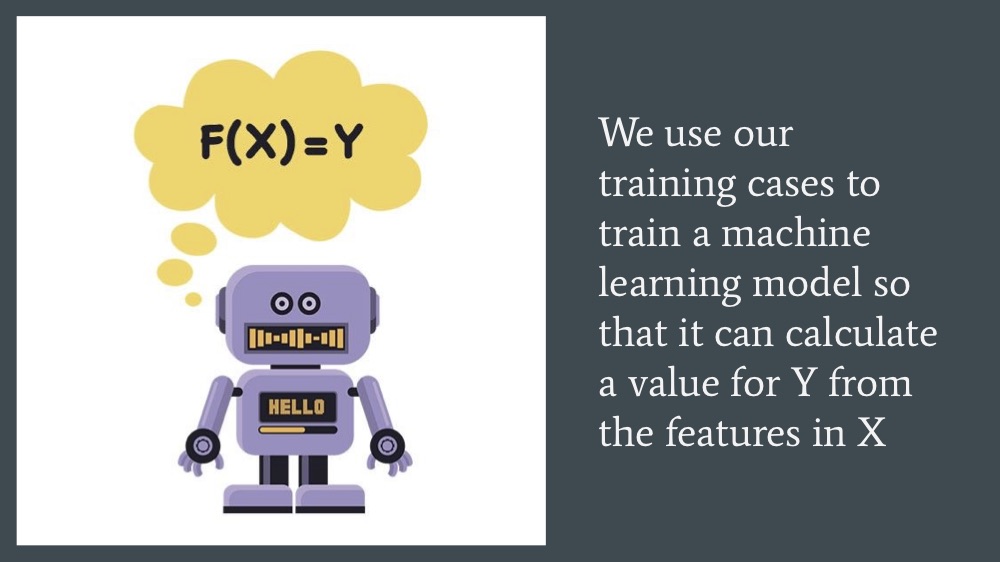 F(X)=Y
HELLO
We use our
training cases to
train a machine
learning model so
that it can calculate
a value for Y from
the features in X